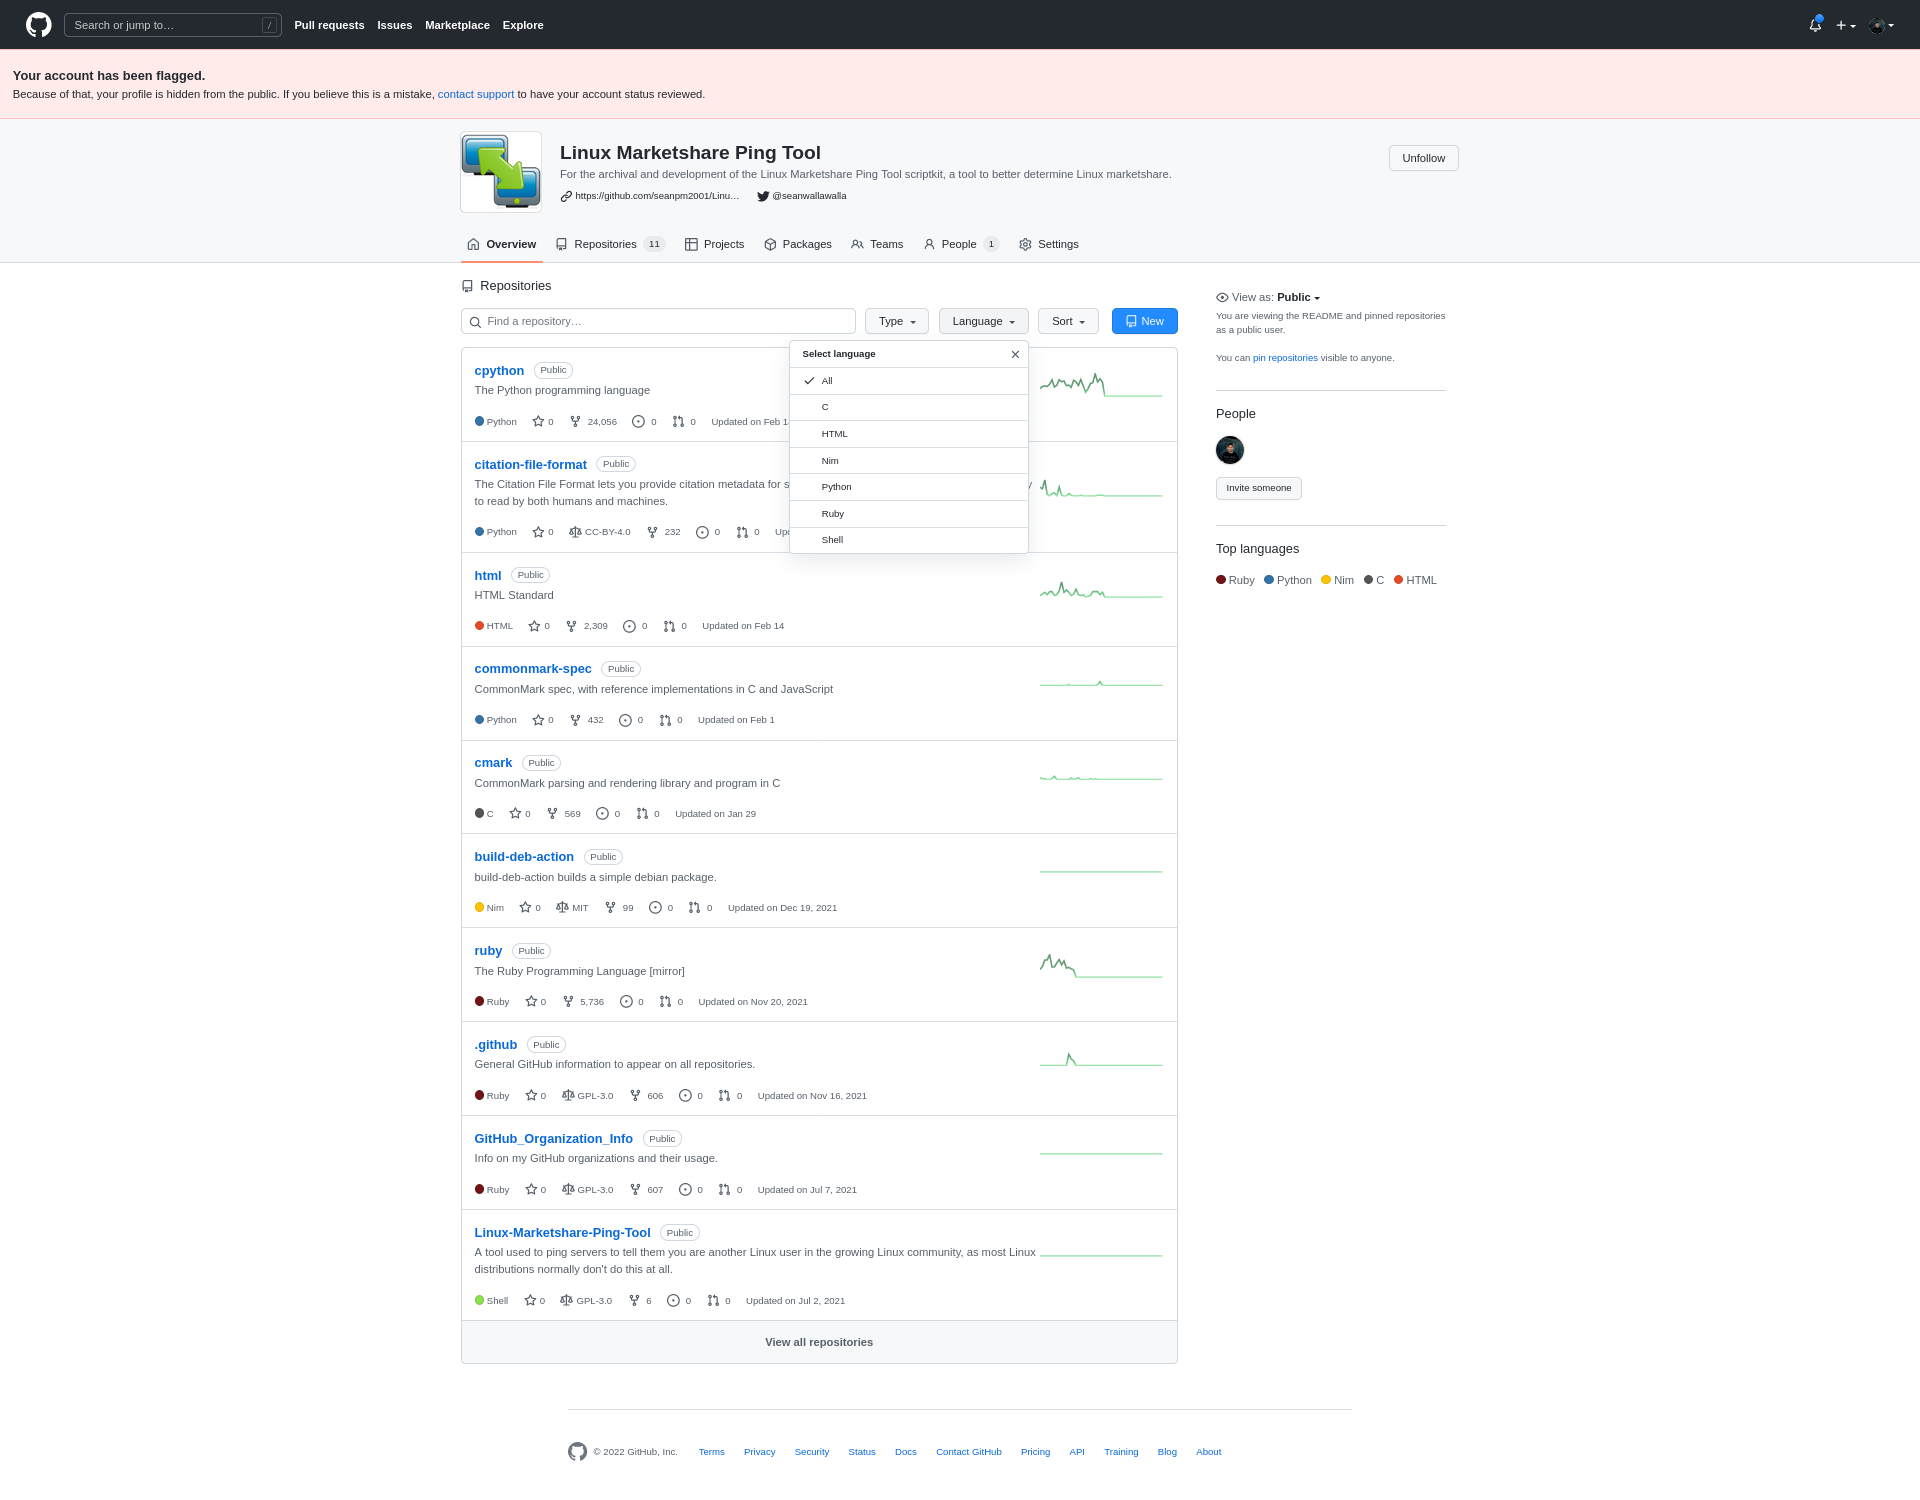 Search or jump to…
/
Pull requests
Issues
Marketplace
Explore
Your account has been flagged.
Because of that, your profile is hidden from the public. If you believe this is a mistake, contact support to have your account status reviewed.
Linux Marketshare Ping Tool
For the archival and development of the Linux Marketshare Ping Tool scriptkit, a tool to better determine Linux marketshare.
https://github.com/seanpm2001/Linu…
@seanwallawalla
Unfollow
Overview
Repositories 11
Projects
Packages
Teams
People 1
Settings
Repositories
Find a repository…
Type
Language
Sort
New
Select language
All
C
HTML
Nim
Python
Ruby
Shell
cpython Public
The Python programming language
Python 0 24,056 0 0 Updated on Feb 1
citation-file-format Public
The Citation File Format lets you provide citation metadata for s y
to read by both humans and machines.
Python 0 CC-BY-4.0 232 0 0
html Public
HTML Standard
HTML 0 2,309 0 0 Updated on Feb 14
commonmark-spec Public
CommonMark spec, with reference implementations in C and JavaScript
Python 0 432 0 0 Updated on Feb 1
cmark Public
CommonMark parsing and rendering library and program in C
C 0 569 0 0 Updated on Jan 29
build-deb-action Public
build-deb-action builds a simple debian package.
Nim 0 MIT 99 0 0 Updated on Dec 19, 2021
ruby Public
The Ruby Programming Language [mirror]
Ruby 0 5,736 0 0 Updated on Nov 20, 2021
.github Public
General GitHub information to appear on all repositories.
Ruby 0 GPL-3.0 606 0 0 Updated on Nov 16, 2021
GitHub_Organization_Info Public
Info on my GitHub organizations and their usage.
Ruby 0 GPL-3.0 607 0 0 Updated on Jul 7, 2021
Linux-Marketshare-Ping-Tool Public
A tool used to ping servers to tell them you are another Linux user in the growing Linux community, as most Linux
distributions normally don't do this at all.
Shell 0 GPL-3.0 6 0 0 Updated on Jul 2, 2021
View all repositories
View as: Public
You are viewing the README and pinned repositories
as a public user.
You can pin repositories visible to anyone.
People
Invite someone
Top languages
Ruby Python Nim C HTML
© 2022 GitHub, Inc.
Terms
Privacy
Security
Status
Docs
Contact GitHub
Pricing
API
Training
Blog
About